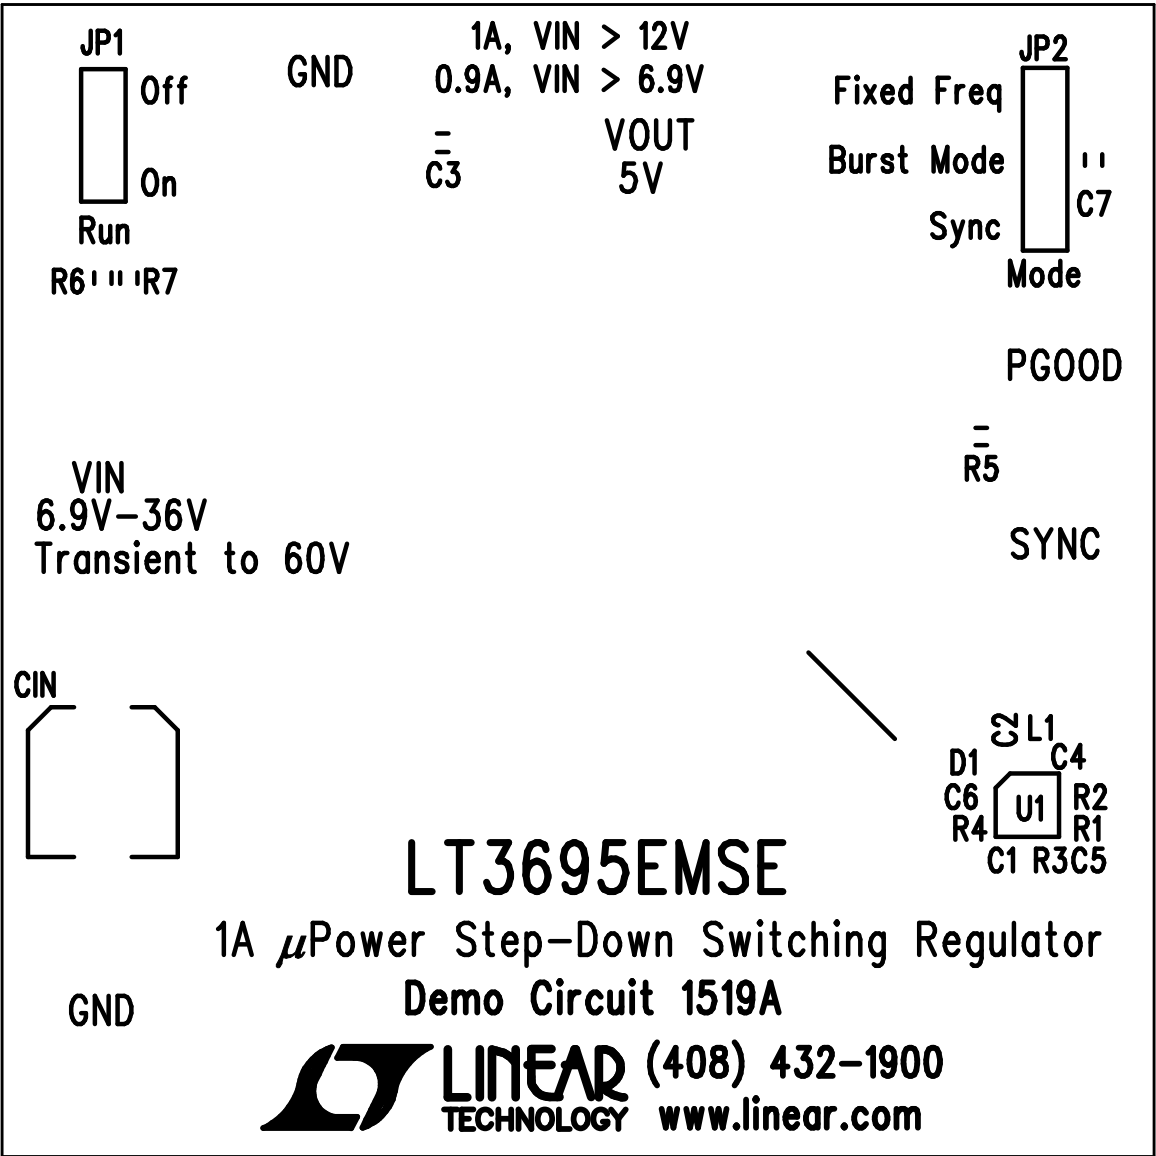 JP1
Off
On
Run
R6
R7
GND
1A, VIN > 12V
0.9A, VIN > 6.9V
C3
VOUT
5V
JP2
Fixed Freq
Burst Mode
Sync
Mode
C7
PGOOD
R5
VIN
6.9V-36V
Transient to 60V
SYNC
CIN
C2
L1
D1
C4
C6
U1
R2
R4
R1
C1
R3
C5
LT3695EMSE
1A µPower Step-Down Switching Regulator
Demo Circuit 1519A
GND
LINEAR
TECHNOLOGY
(408) 432-1900
www.linear.com